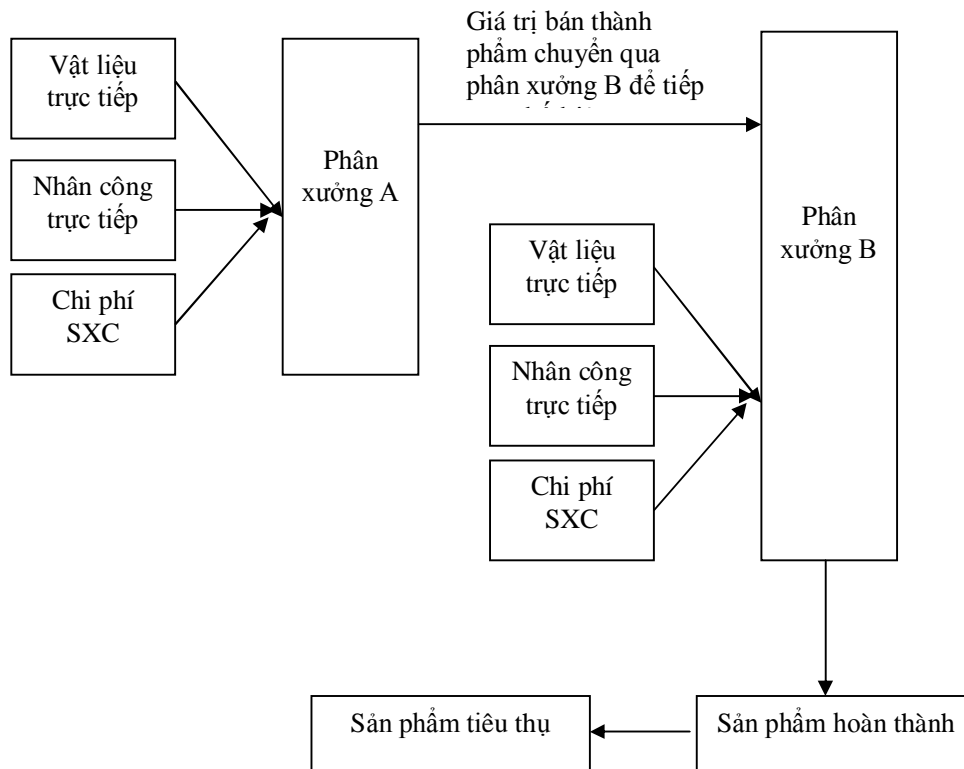 Vật liệu
trực tiếp
Nhân công
trực tiếp
Chi phí
SXC
Phân
xưởng A
Giá trị bán thành
phẩm chuyển qua
phân xưởng B để tiếp
Vật liệu
trực tiếp
Nhân công
trực tiếp
Chi phí
SXC
Phân
xưởng B
Sản phẩm tiêu thụ
Sản phẩm hoàn thành